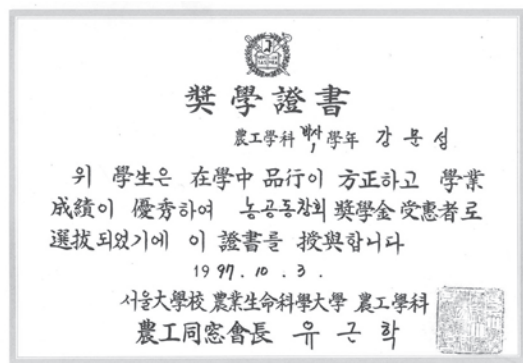 奬學證書
農工學科 박사 學年 강문성
위 學生은 在學中 品行이 方正하고 學業
成績이 優秀하여 농공동창회 奬學金 受惠者로
選拔되었기에 이 證書를 授與합니다
1997. 10. 3.
서울大學校 農業生命科學大學 農工學科
農工同窓會長 유근학